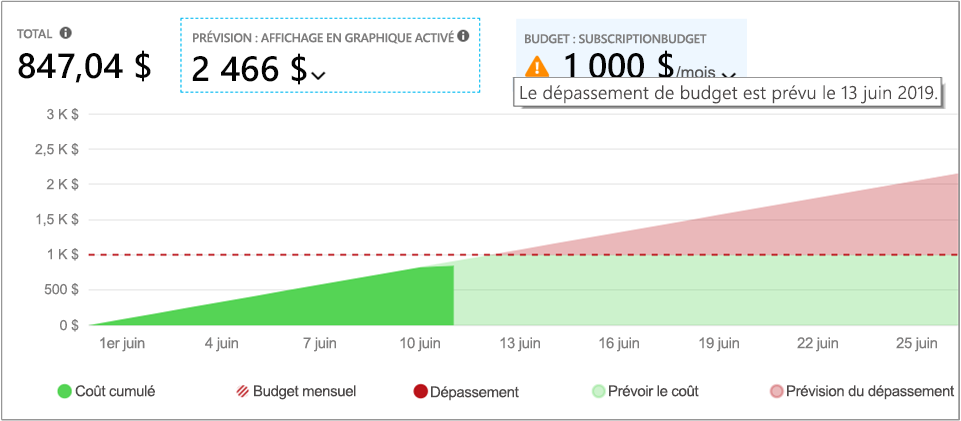 TOTAL
847,04 $
PRÉVISION : AFFICHAGE EN GRAPHIQUE ACTIVÉ
2 466 $
BUDGET : SUBSCRIPTIONBUDGET
1 000 $/mois
Le dépassement de budget est prévu le 13 juin 2019.
3 K $
2,5 K $
2 K $
1,5 K $
1 K $
500 $
0 $
1er juin 4 juin 7 juin 10 juin 13 juin 16 juin 19 juin 22 juin 25 juin
Coût cumulé Budget mensuel Dépassement Prévoir le coût Prévision du dépassement